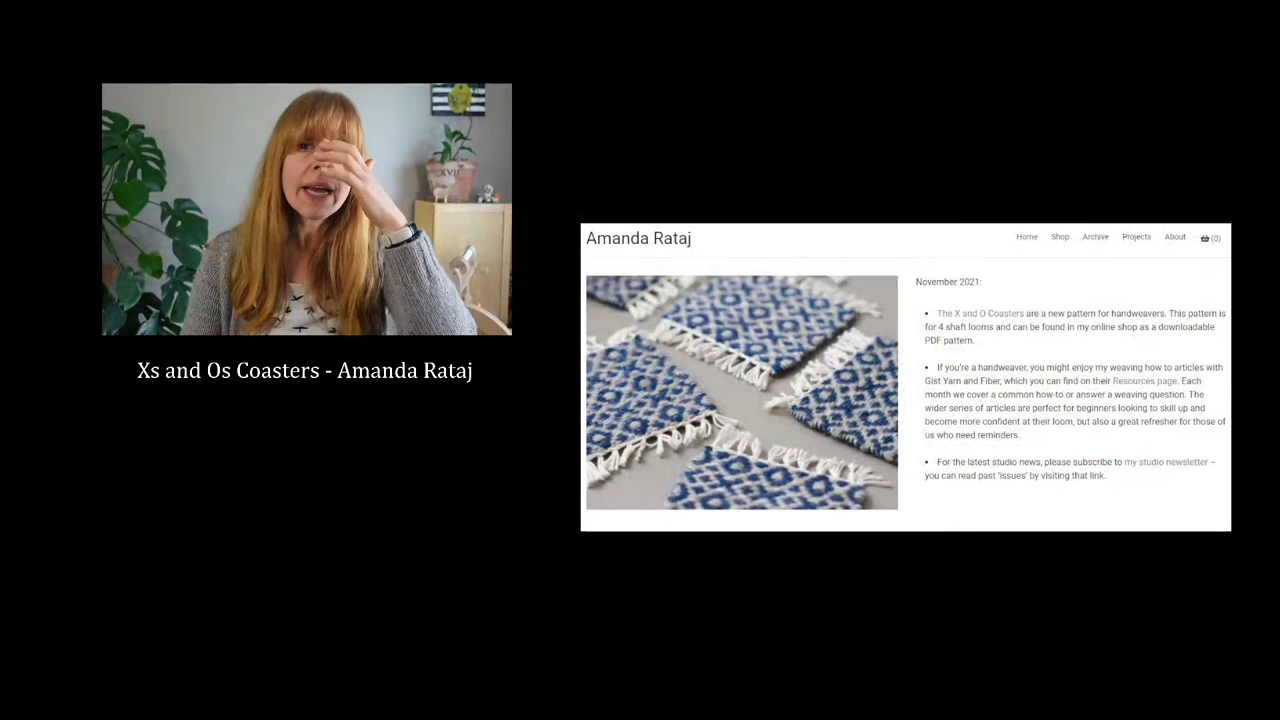 XVII
Xs and Os Coasters - Amanda Rataj
Amanda Rataj
Home Shop Archive Projects About (0)
November 2021:
• The X and O Coasters are a new pattern for handweavers. This pattern is
for 4 shaft looms and can be found in my online shop as a downloadable
PDF pattern.
• If you're a handweaver, you might enjoy my weaving how to articles with
Gist Yarn and Fiber, which you can find on their Resources page. Each
month we cover a common how-to or answer a weaving question. The
wider series of articles are perfect for beginners looking to skill up and
become more confident at their loom, but also a great refresher for those of
us who need reminders.
• For the latest studio news, please subscribe to my studio newsletter –
you can read past 'issues' by visiting that link.